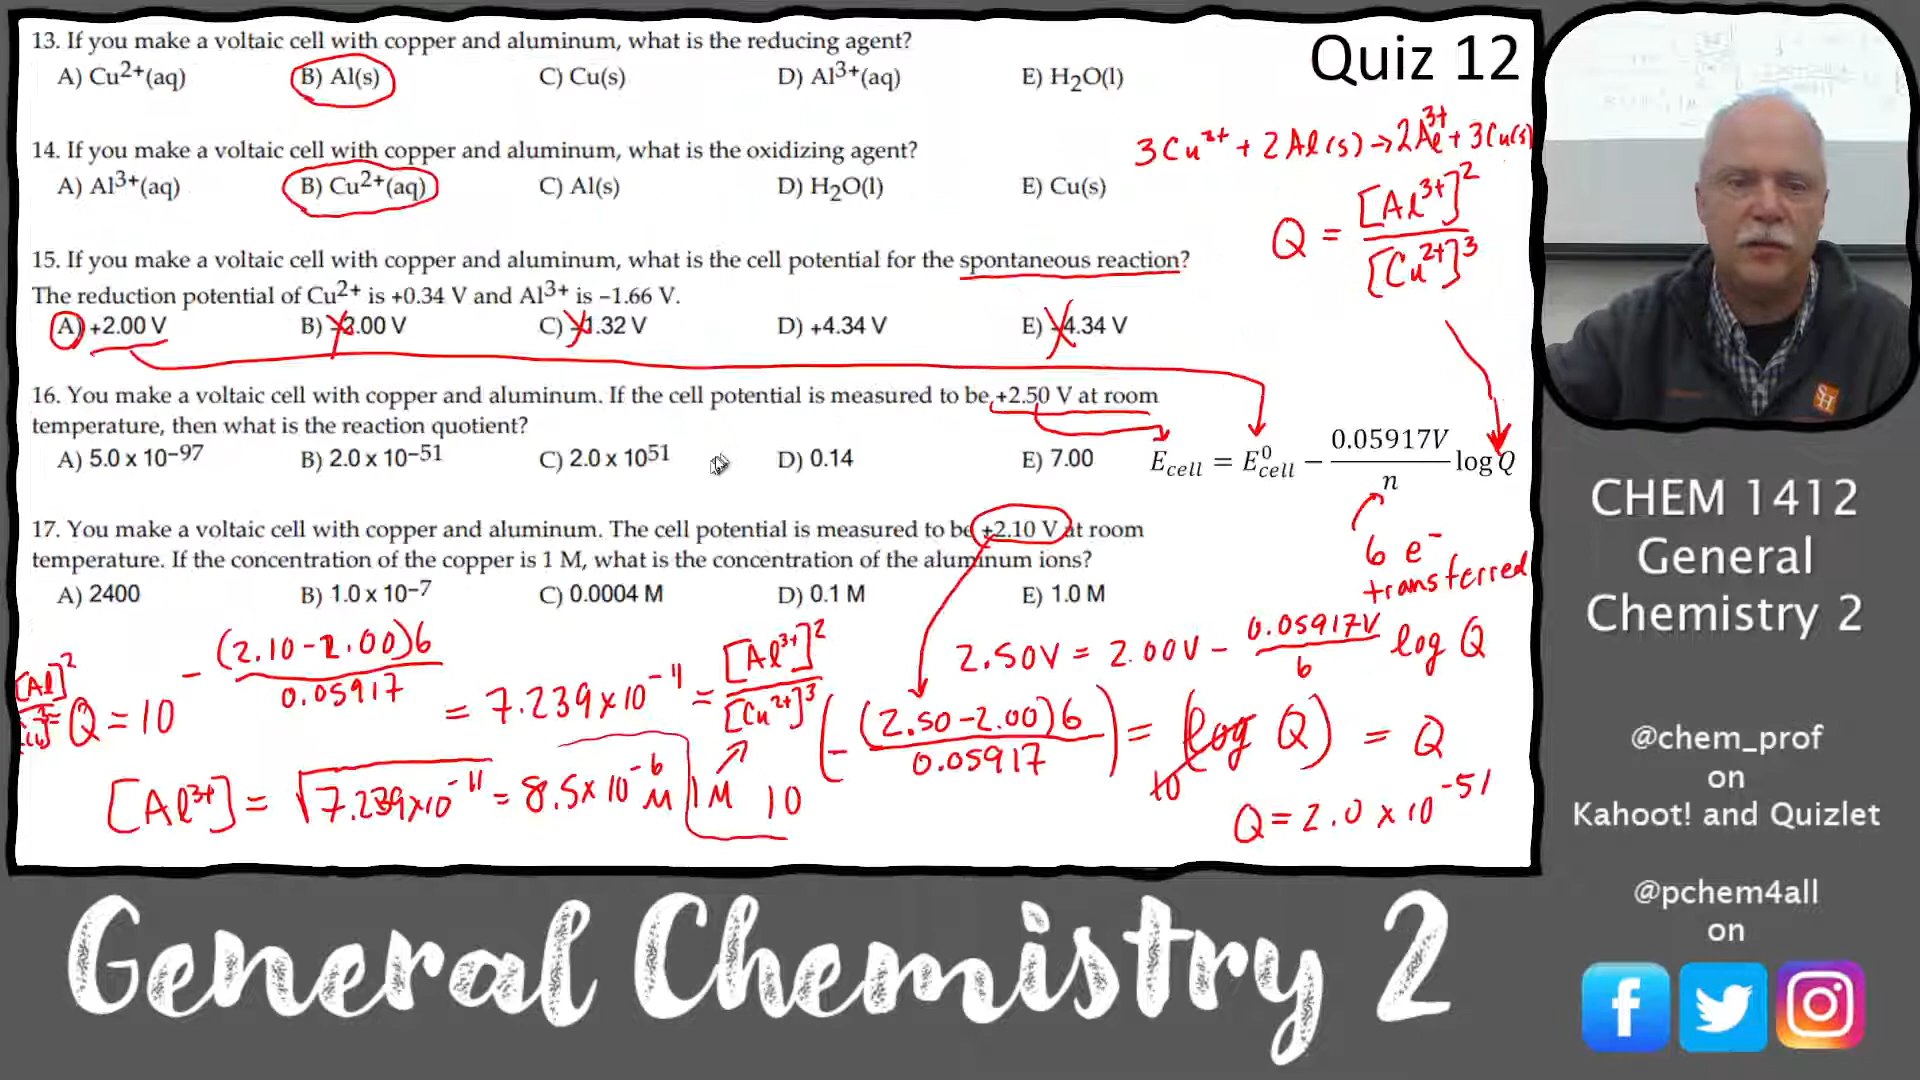 13. If you make a voltaic cell with copper and aluminum, what is the reducing agent?
A) Cu2+(aq) B) Al(s) C) Cu(s) D) Al3+(aq) E) H2O(l)
Quiz 12
3Cu2+ + 2Al(s) → 2Al3+ + 3Cu(s)
14. If you make a voltaic cell with copper and aluminum, what is the oxidizing agent?
A) Al3+(aq) B) Cu2+(aq) C) Al(s) D) H2O(l) E) Cu(s)
Q = [Al3+]2 / [Cu2+]3
15. If you make a voltaic cell with copper and aluminum, what is the cell potential for the spontaneous reaction?
The reduction potential of Cu2+ is +0.34 V and Al3+ is −1.66 V.
A) +2.00 V B) .00 V C) 1.32 V D) +4.34 V E) 4.34 V
16. You make a voltaic cell with copper and aluminum. If the cell potential is measured to be +2.50 V at room
temperature, then what is the reaction quotient?
A) 5.0 x 10−97 B) 2.0 x 10−51 C) 2.0 x 1051 D) 0.14 E) 7.00
Ecell = E0cell − 0.05917V / n log Q
6 e−
transferred
17. You make a voltaic cell with copper and aluminum. The cell potential is measured to be +2.10 V at room
temperature. If the concentration of the copper is 1 M, what is the concentration of the aluminum ions?
A) 2400 B) 1.0 x 10−7 C) 0.0004 M D) 0.1 M E) 1.0 M
2.50V = 2.00V − 0.05917V / 6 log Q
[Al]2
Q = 10 − (2.10−2.00)6 / 0.05917 = 7.239×10−11 = [Al3+]2 / [Cu2+]3
− (2.50−2.00)6 / 0.05917 = log Q = Q
10
[Al3+] = √7.239×10−11 = 8.5×10−6 M
1M 10
Q = 2.0 × 10−51
SH
CHEM 1412
General
Chemistry 2
@chem_prof
on
Kahoot! and Quizlet
@pchem4all
on
General Chemistry 2